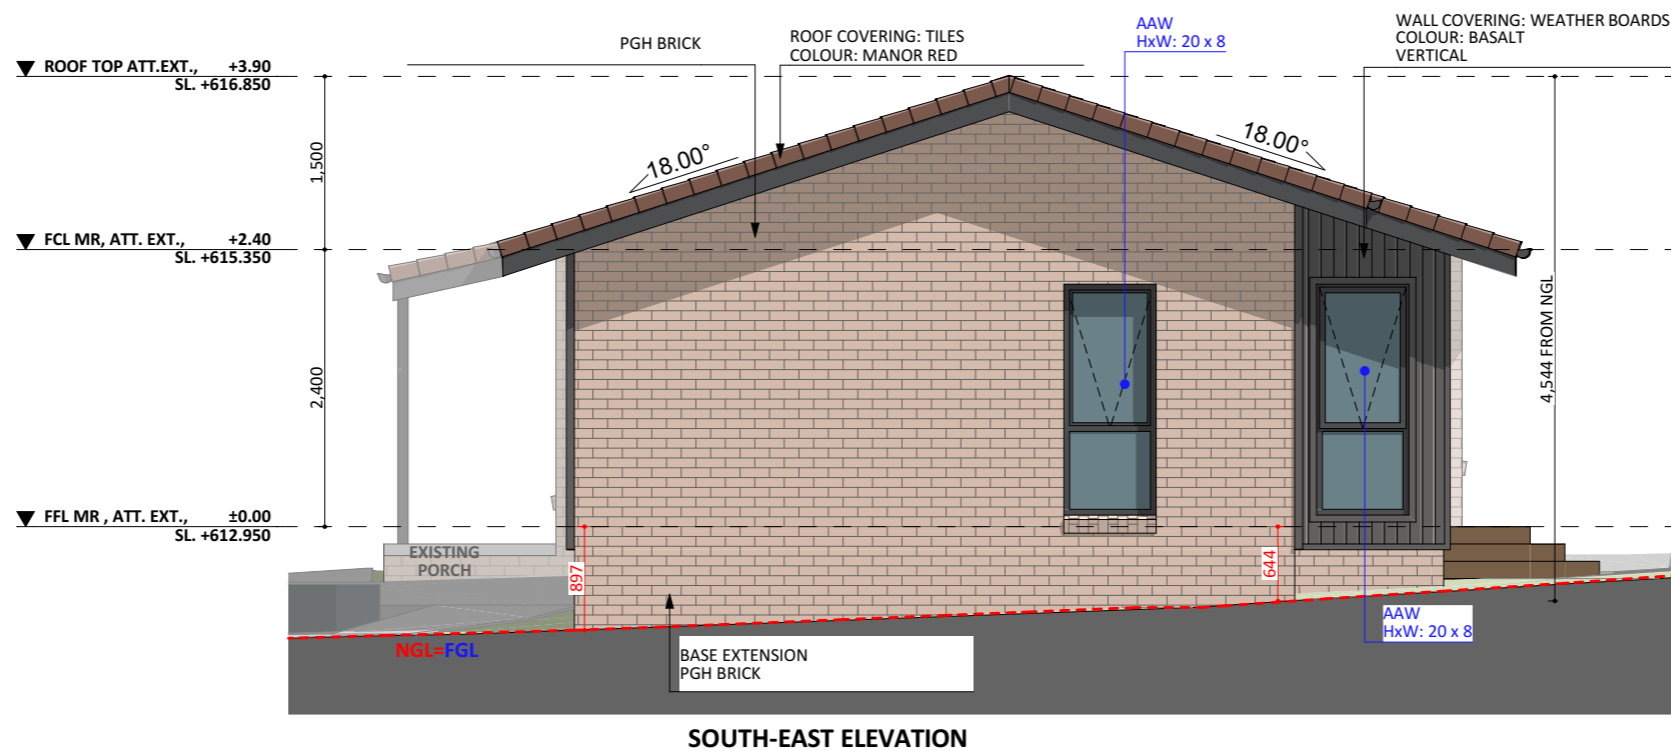 PGH BRICK
ROOF COVERING: TILES
COLOUR: MANOR RED
AAW
HxW: 20 x 8
WALL COVERING: WEATHER BOARDS
COLOUR: BASALT
VERTICAL
ROOF TOP ATT.EXT., +3.90
SL. +616.850
1,500
18.00°
18.00°
FCL MR, ATT. EXT., +2.40
SL. +615.350
2,400
4,544 FROM NGL
FFL MR , ATT. EXT., ±0.00
SL. +612.950
EXISTING
PORCH
897
644
NGL=FGL
BASE EXTENSION
PGH BRICK
AAW
HxW: 20 x 8
SOUTH-EAST ELEVATION